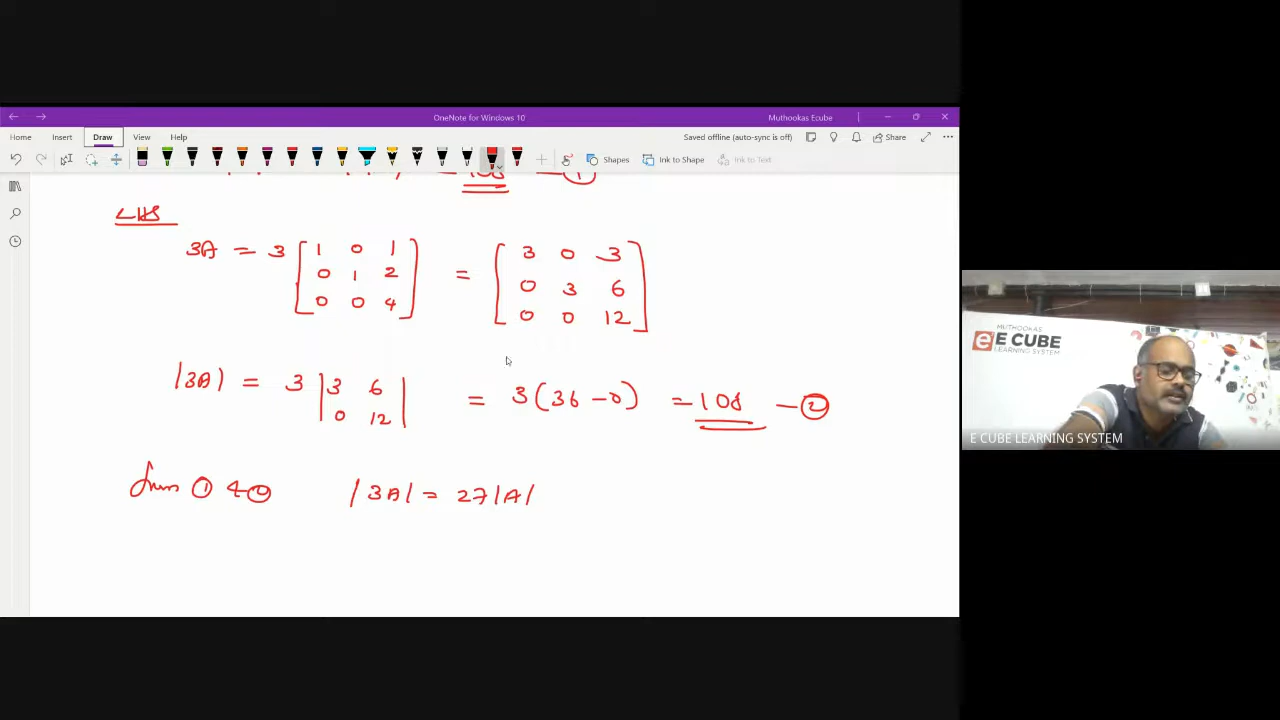 OneNote for Windows 10
Muthookas Ecube
Home Insert Draw View Help
Saved offline (auto-sync is off)
Share
Shapes Ink to Shape Ink to Text
= 108 — ①
LHS
3A = 3 [ 1 0 1 = [ 3 0 3
0 1 2 0 3 6
0 0 4 ] 0 0 12 ]
|3A| = 3 | 3 6 = 3(36 - 0) = 108 — ②
0 12 |
from ① & ② |3A| = 27|A|
MUTHOOKAS
e E CUBE
LEARNING SYSTEM
E CUBE LEARNING SYSTEM